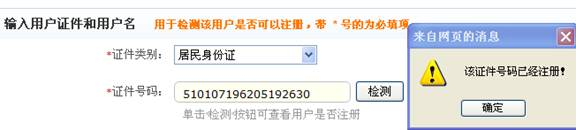 输入用户证件和用户名 用于检测该用户是否可以注册，带 * 号的为必填项
来自网页的消息
*证件类别： 居民身份证
该证件号码已经注册!
*证件号码： 510107196205192630 检测
确定
单击检测按钮可查看用户是否注册